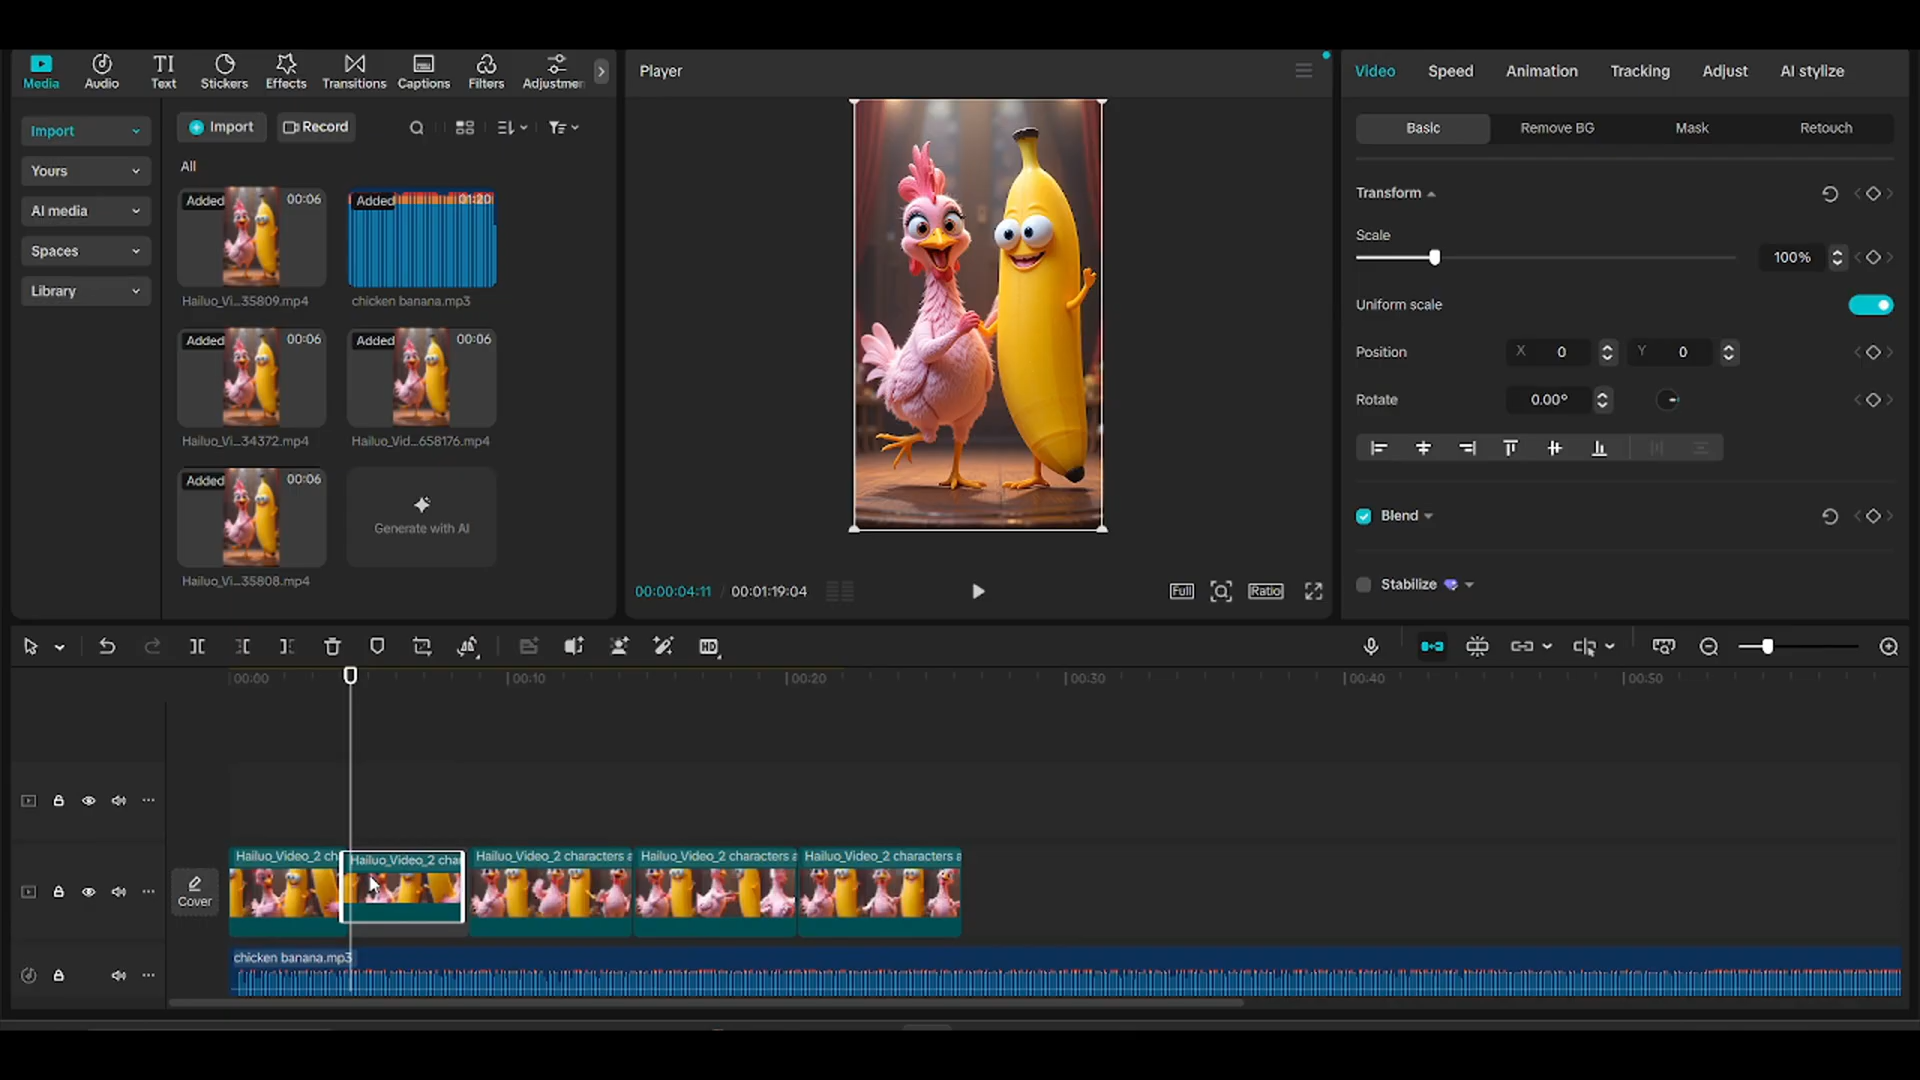 Media
Audio
TI
Text
Stickers
Effects
Transitions
Captions
Filters
Adjustmen
Player
Video
Speed
Animation
Tracking
Adjust
AI stylize
Import
Yours
AI media
Spaces
Library
Import
Record
All
Added 00:06
Added 01:20
Hailuo_Vi...35809.mp4
chicken banana.mp3
Added 00:06
Added 00:06
Hailuo_Vi...34372.mp4
Hailuo_Vid...658176.mp4
Added 00:06
Generate with AI
Hailuo_Vi...35808.mp4
00:00:04:11 / 00:01:19:04
Full
Ratio
Basic
Remove BG
Mask
Retouch
Transform
Scale
100%
Uniform scale
Position X 0 Y 0
Rotate 0.00°
Blend
Stabilize
HD
00:00 00:10 00:20 00:30 00:40 00:50
Cover
Hailuo_Video_2 ch
Hailuo_Video_2 cha
Hailuo_Video_2 characters a
Hailuo_Video_2 characters a
Hailuo_Video_2 characters a
chicken banana.mp3